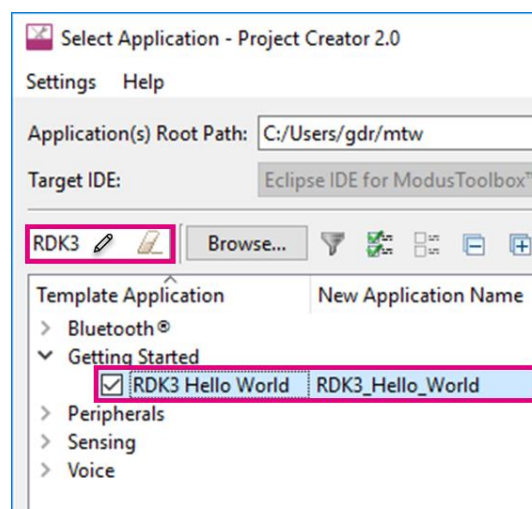 Select Application - Project Creator 2.0
Settings Help
Application(s) Root Path: C:/Users/gdr/mtw
Target IDE: Eclipse IDE for ModusToolbox™
RDK3 Browse...
Template Application New Application Name
Bluetooth®
Getting Started
RDK3 Hello World RDK3_Hello_World
Peripherals
Sensing
Voice